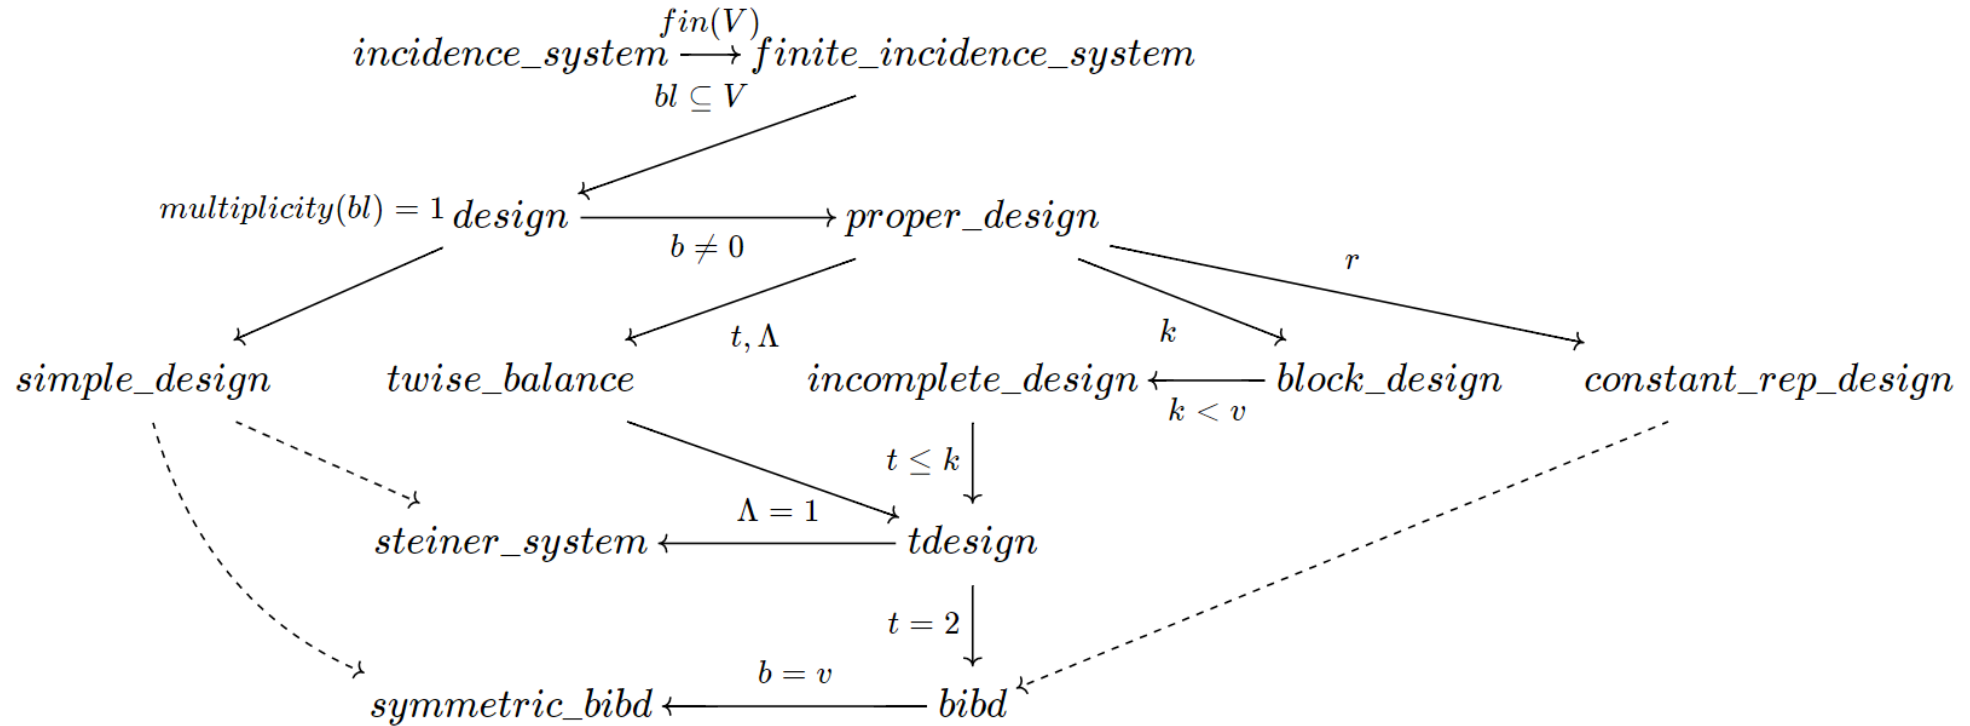 fin(V)
incidence_system finite_incidence_system
bl ⊆ V
multiplicity(bl) = 1 design proper_design
b ≠ 0
r
t, Λ k
simple_design twise_balance incomplete_design block_design constant_rep_design
k < v
t ≤ k
Λ = 1
steiner_system tdesign
t = 2
b = v
symmetric_bibd bibd